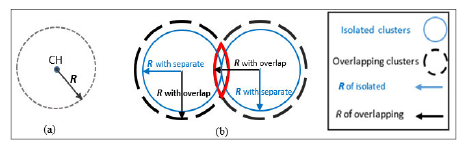 CH
R
(a)
R with separate
R with overlap
R with overlap
R with separate
(b)
Isolated clusters
Overlapping clusters
R of isolated
R of overlapping